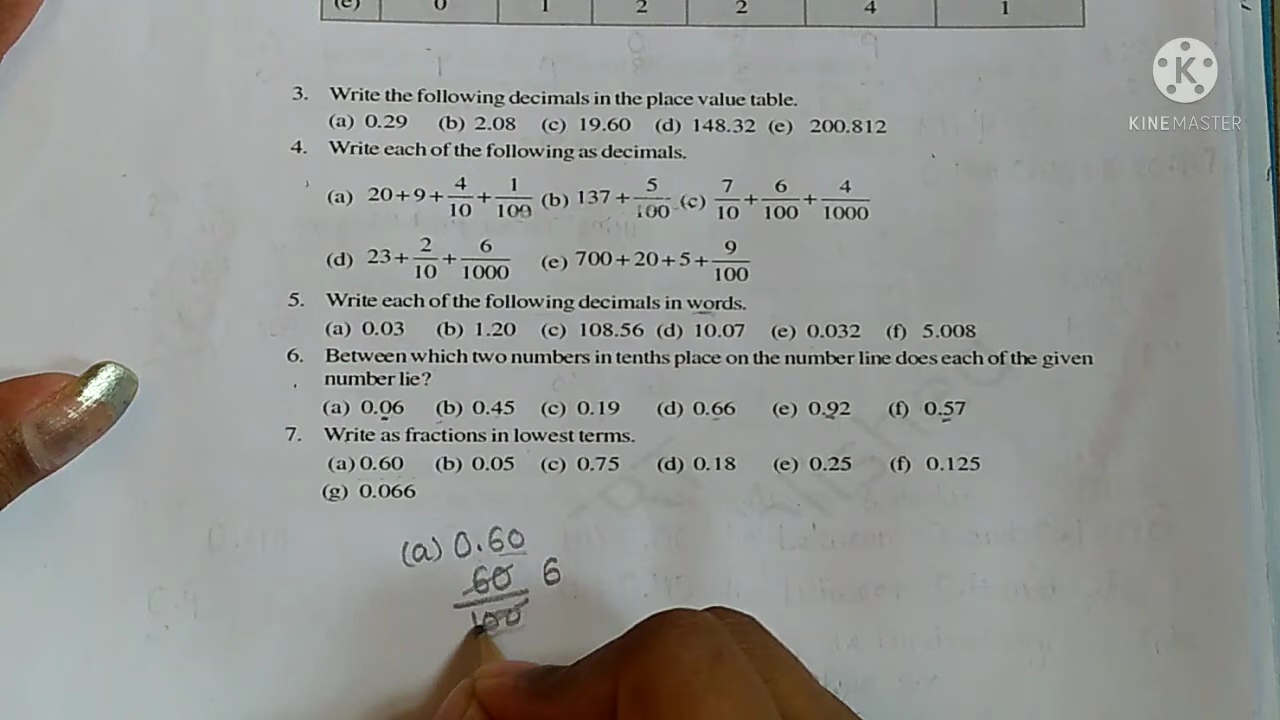 (e) 0 1 2 2 4 1
K
KINEMASTER
3. Write the following decimals in the place value table.
(a) 0.29 (b) 2.08 (c) 19.60 (d) 148.32 (e) 200.812
4. Write each of the following as decimals.
(a) 20+9+4/10+1/100 (b) 137+5/100 (c) 7/10+6/100+4/1000
(d) 23+2/10+6/1000 (e) 700+20+5+9/100
5. Write each of the following decimals in words.
(a) 0.03 (b) 1.20 (c) 108.56 (d) 10.07 (e) 0.032 (f) 5.008
6. Between which two numbers in tenths place on the number line does each of the given
number lie?
(a) 0.06 (b) 0.45 (c) 0.19 (d) 0.66 (e) 0.92 (f) 0.57
7. Write as fractions in lowest terms.
(a) 0.60 (b) 0.05 (c) 0.75 (d) 0.18 (e) 0.25 (f) 0.125
(g) 0.066
(a) 0.60
60 6
100